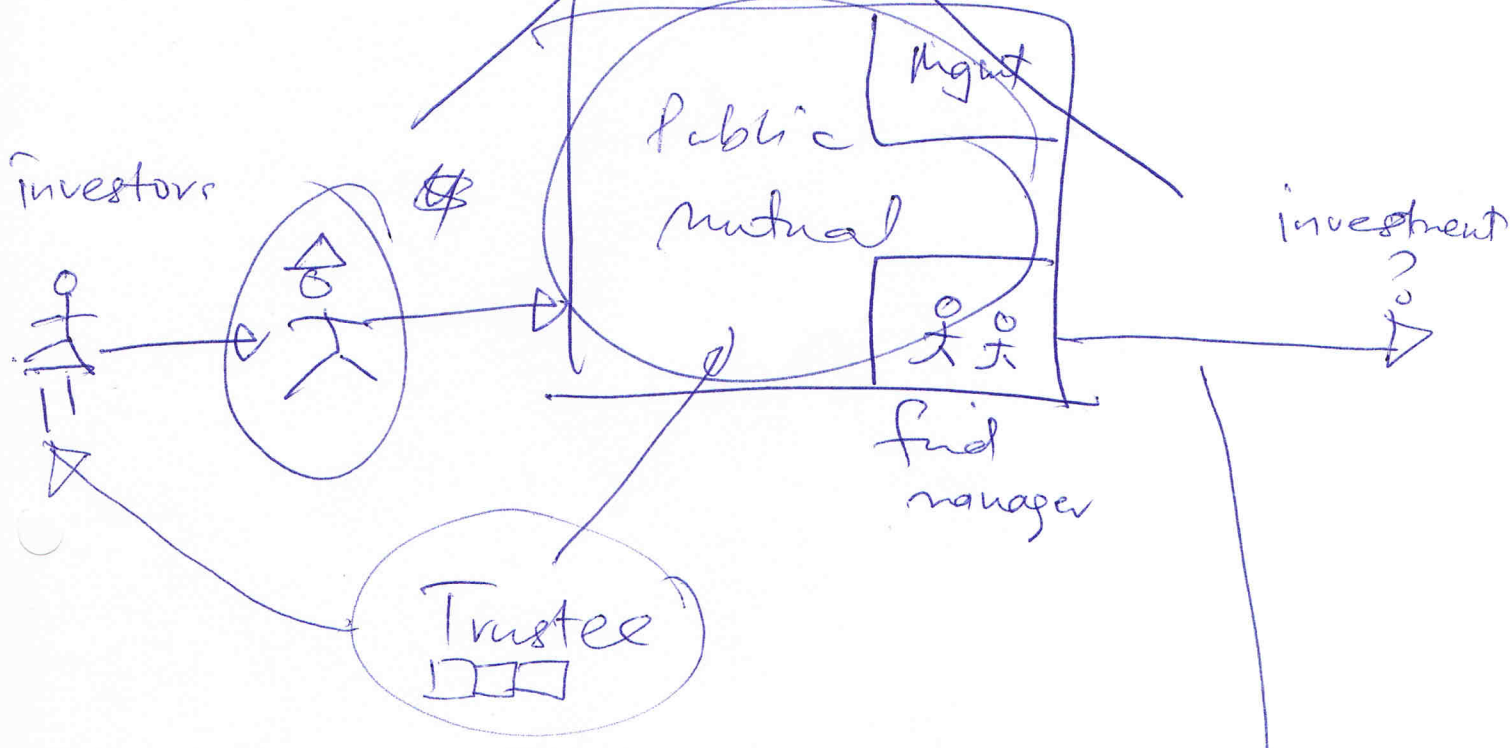 Mgmt
Public
mutual
investors
$
investment
?
fund
manager
Trustee